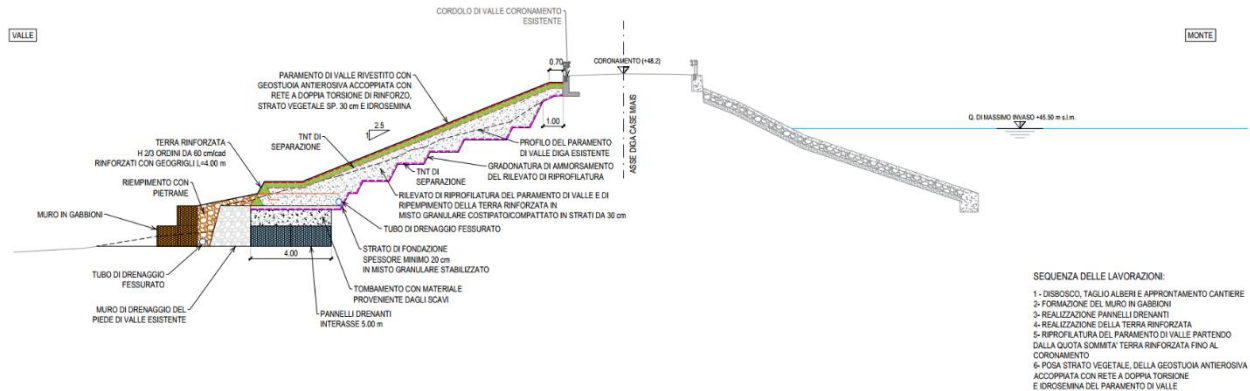 CORDOLO DI VALLE CORONAMENTO
ESISTENTE
VALLE
MONTE
0.70
CORONAMENTO (+48.2)
PARAMENTO DI VALLE RIVESTITO CON
GEOSTUOIA ANTIEROSIVA ACCOPPIATA CON
RETE A DOPPIA TORSIONE DI RINFORZO,
STRATO VEGETALE SP. 30 cm E IDROSEMINA
2.5
1
1.00
ASSE DIGA CASE MIAIS
Q. DI MASSIMO INVASO +45.50 m s.l.m.
TNT DI
SEPARAZIONE
PROFILO DEL PARAMENTO
DI VALLE DIGA ESISTENTE
TERRA RINFORZATA
H 2/3 ORDINI DA 60 cm/cad
RINFORZATI CON GEORIGLI L=4.00 m
GRADONATURA DI AMMORSAMENTO
DEL RILEVATO DI RIPROFILATURA
TNT DI
SEPARAZIONE
RIEMPIMENTO CON
PIETRAME
RILEVATO DI RIPROFILATURA DEL PARAMENTO DI VALLE E DI
RIPEMPIMENTO DELLA TERRA RINFORZATA IN
MISTO GRANULARE COSTIPATO/COMPATTATO IN STRATI DA 30 cm
MURO IN GABBIONI
TUBO DI DRENAGGIO FESSURATO
4.00
STRATO DI FONDAZIONE
SPESSORE MINIMO 20 cm
IN MISTO GRANULARE STABILIZZATO
TUBO DI DRENAGGIO
FESSURATO
TOMBAMENTO CON MATERIALE
PROVENIENTE DAGLI SCAVI
MURO DI DRENAGGIO DEL
PIEDE DI VALLE ESISTENTE
PANNELLI DRENANTI
INTERASSE 5.00 m
SEQUENZA DELLE LAVORAZIONI:
1 - DISBOSCO, TAGLIO ALBERI E APPRONTAMENTO CANTIERE
2- FORMAZIONE DEL MURO IN GABBIONI
3- REALIZZAZIONE PANNELLI DRENANTI
4- REALIZZAZIONE DELLA TERRA RINFORZATA
5- RIPROFILATURA DEL PARAMENTO DI VALLE PARTENDO
DALLA QUOTA SOMMITA' TERRA RINFORZATA FINO AL
CORONAMENTO
6- POSA STRATO VEGETALE, DELLA GEOSTUOIA ANTIEROSIVA
ACCOPPIATA CON RETE A DOPPIA TORSIONE
E IDROSEMINA DEL PARAMENTO DI VALLE